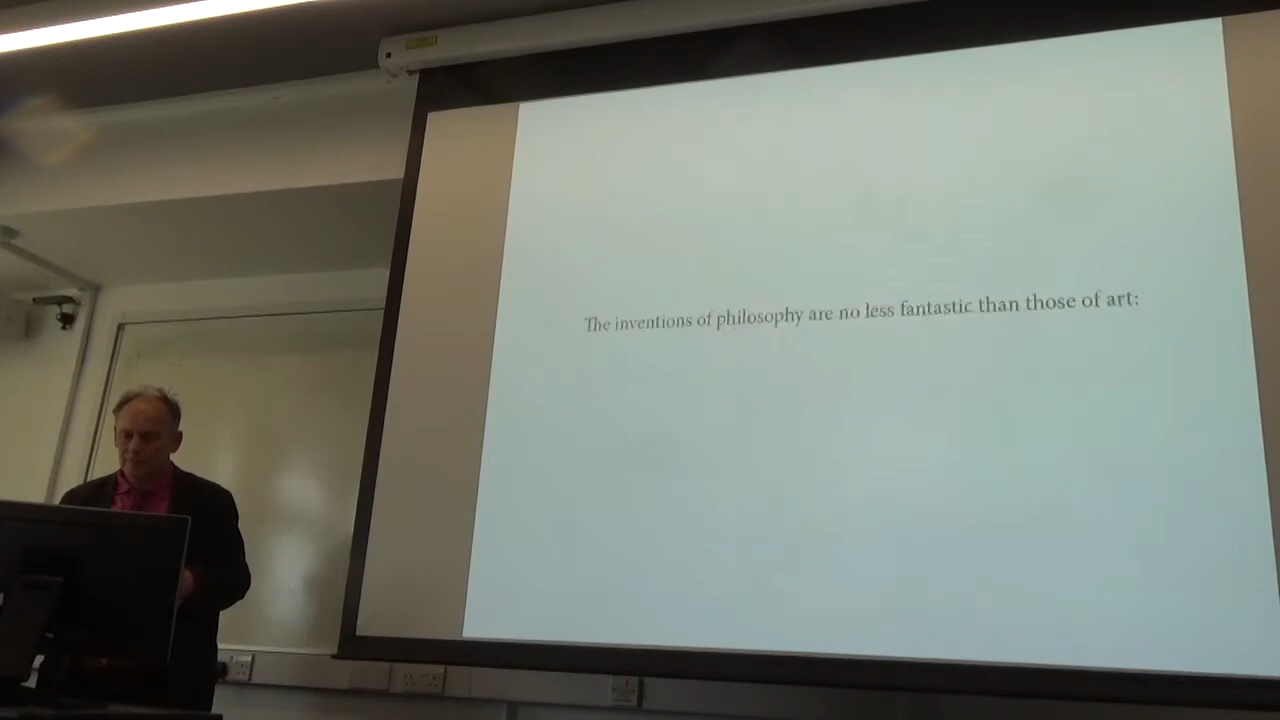 The inventions of philosophy are no less fantastic than those of art: